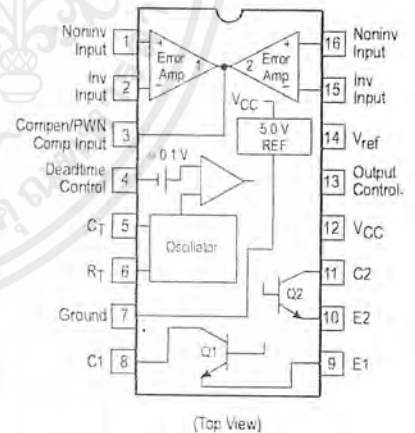 Noninv
Input
1
Inv
Input
2
Compen/PWN
Comp Input
3
Deadtime
Control
4
CT
5
RT
6
Ground
7
C1
8
+
Error
Amp
1
−
2
+
Error
Amp
−
VCC
5.0 V
REF
≈ 0.1 V
Oscillator
Q2
Q1
16
Noninv
Input
15
Inv
Input
14
Vref
13
Output
Control
12
VCC
11
C2
10
E2
9
E1
(Top View)